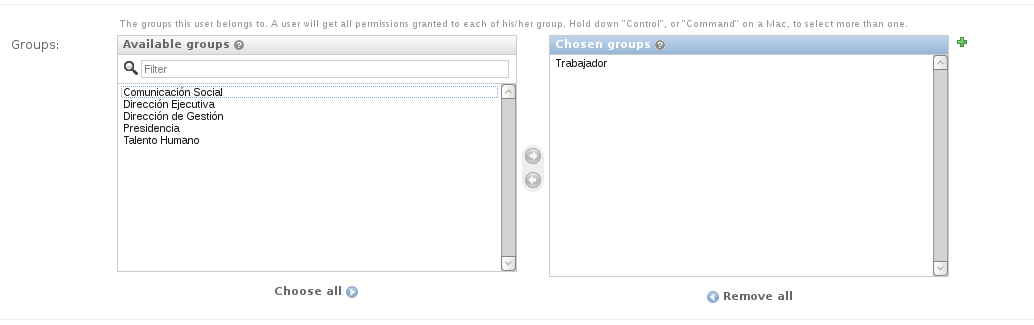 The groups this user belongs to. A user will get all permissions granted to each of his/her group. Hold down "Control", or "Command" on a Mac, to select more than one.
Groups:
Available groups
Chosen groups
Filter
Trabajador
Comunicación Social
Dirección Ejecutiva
Dirección de Gestión
Presidencia
Talento Humano
Choose all
Remove all